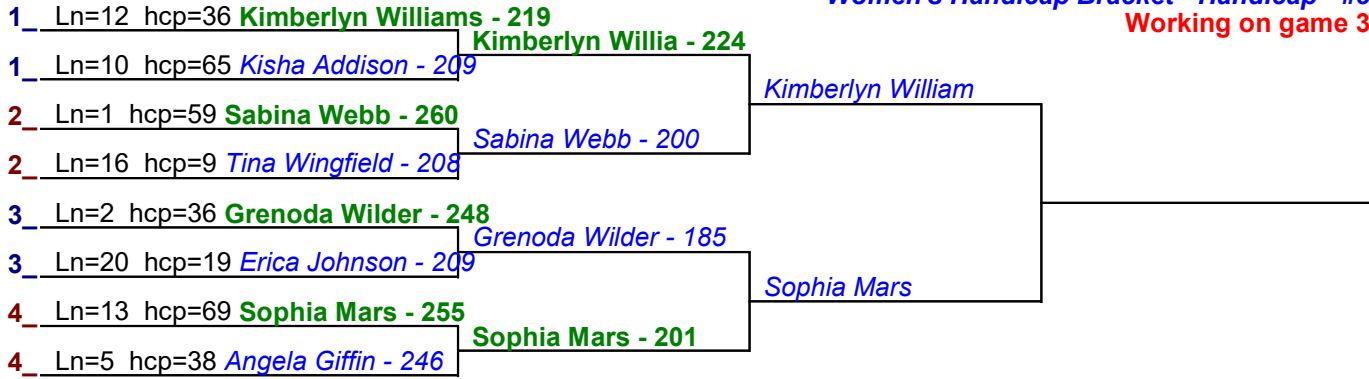 Women's Handicap Bracket - Handicap -
Working on game 3
1_ Ln=12 hcp=36 Kimberlyn Williams - 219
Kimberlyn Willia - 224
1_ Ln=10 hcp=65 Kisha Addison - 209
Kimberlyn William
2_ Ln=1 hcp=59 Sabina Webb - 260
Sabina Webb - 200
2_ Ln=16 hcp=9 Tina Wingfield - 208
3_ Ln=2 hcp=36 Grenoda Wilder - 248
Grenoda Wilder - 185
3_ Ln=20 hcp=19 Erica Johnson - 209
Sophia Mars
4_ Ln=13 hcp=69 Sophia Mars - 255
Sophia Mars - 201
4_ Ln=5 hcp=38 Angela Giffin - 246